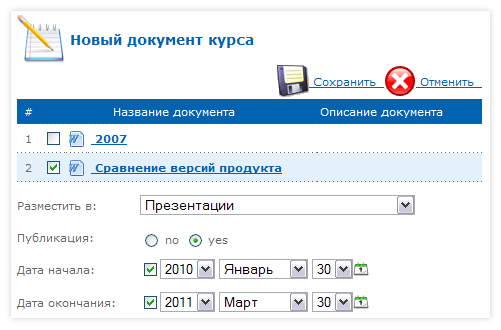 Новый документ курса
Сохранить Отменить
# Название документа Описание документа
1 2007
2 Сравнение версий продукта
Разместить в: Презентации
Публикация: no yes
Дата начала: 2010 Январь 30
Дата окончания: 2011 Март 30